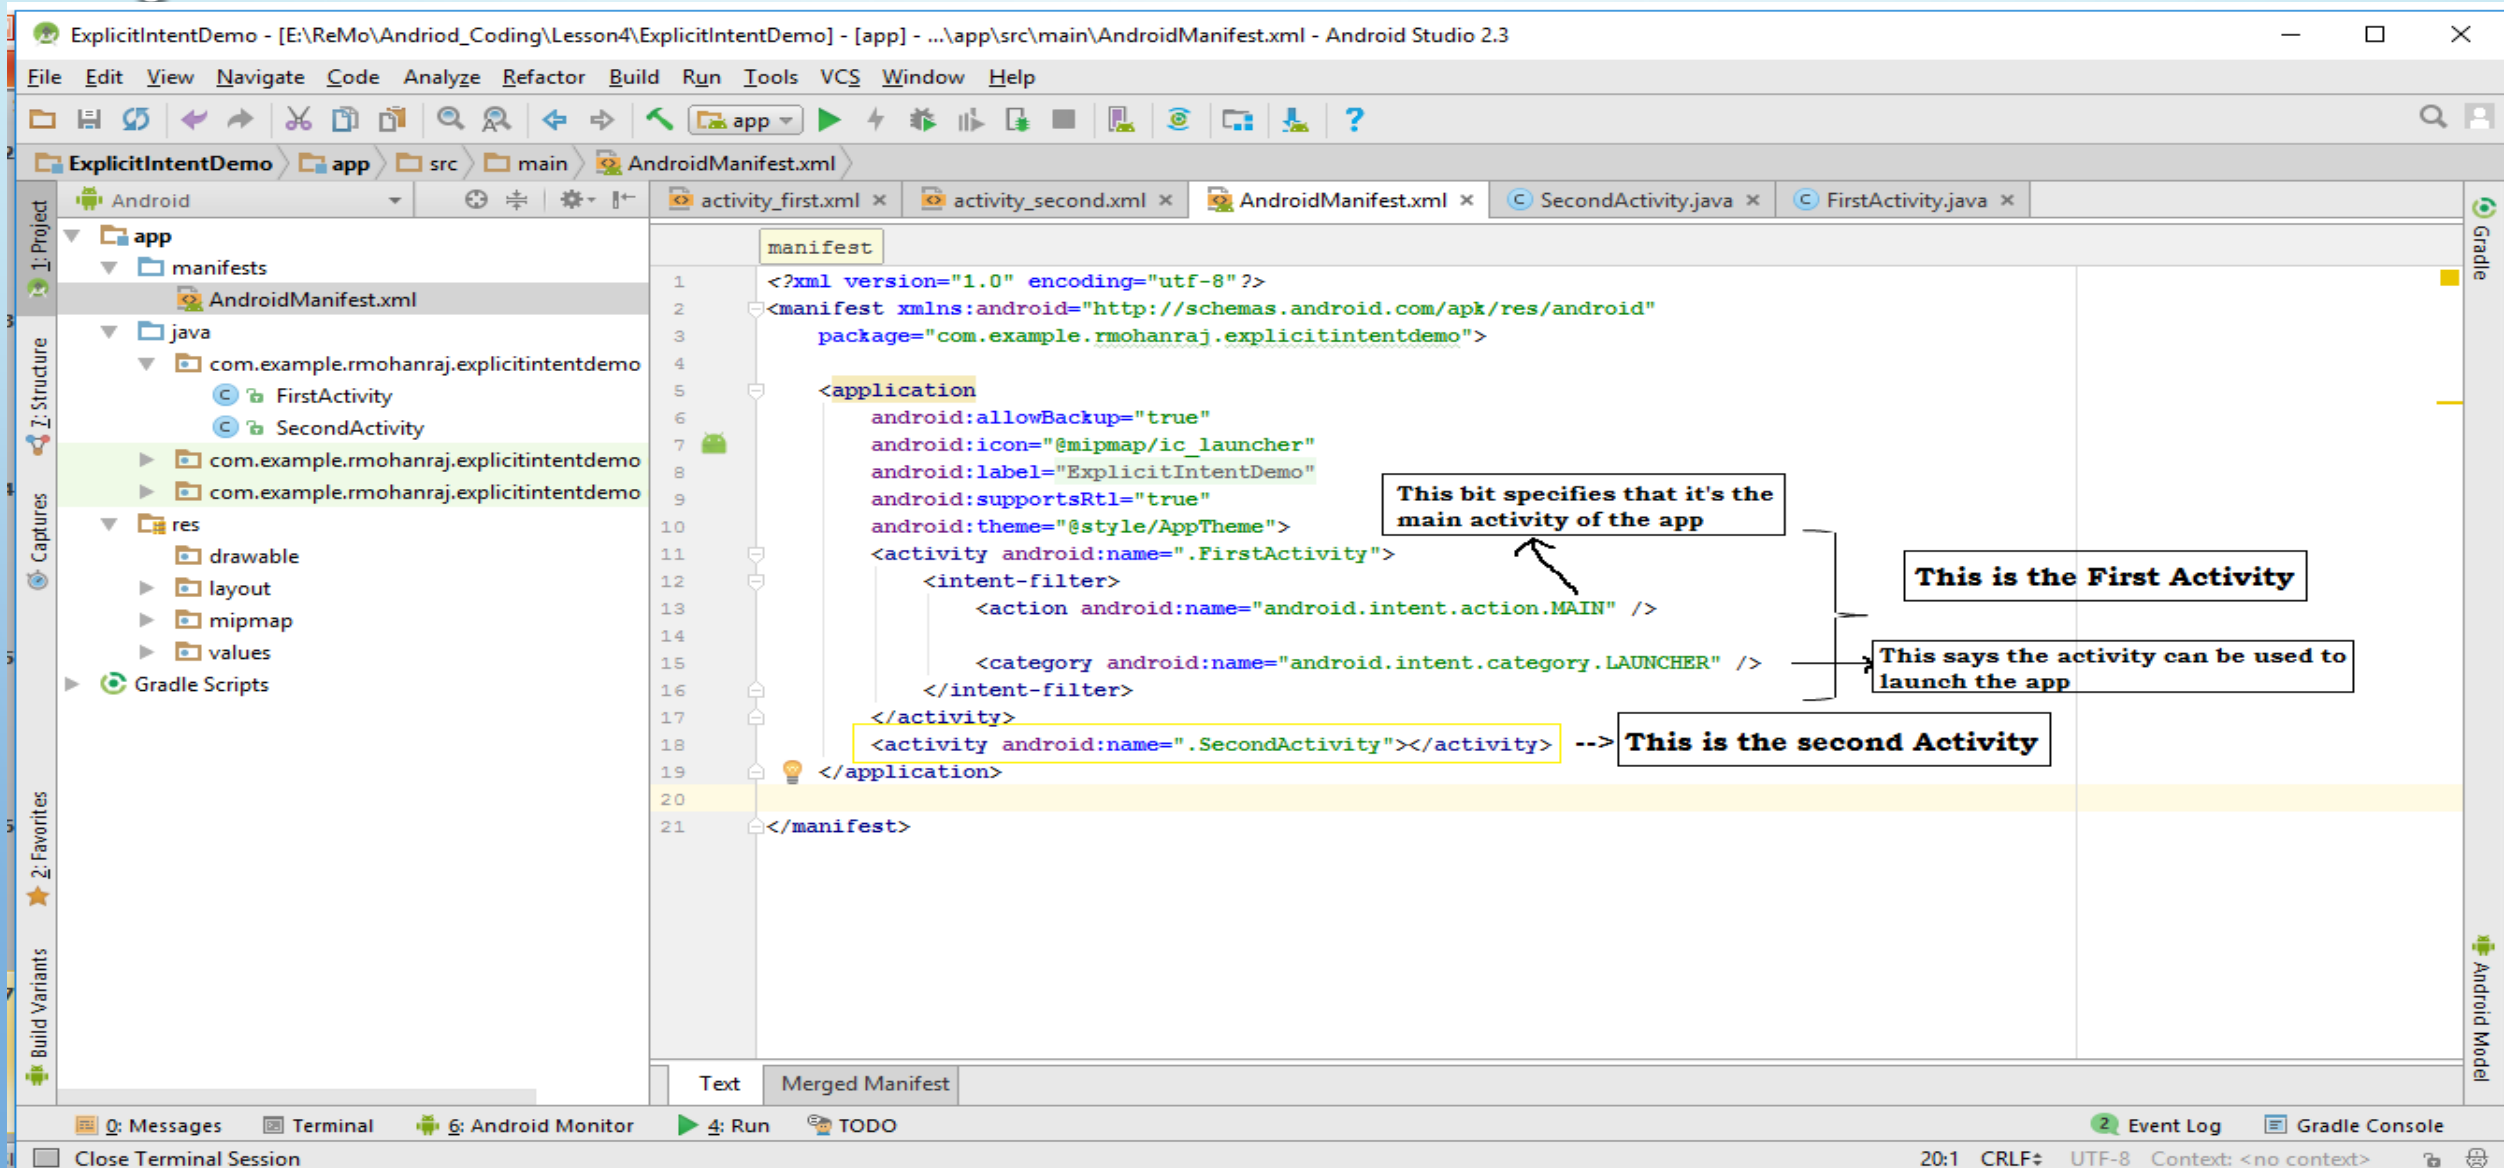 ExplicitIntentDemo - [E:\ReMo\Andriod_Coding\Lesson4\ExplicitIntentDemo] - [app] - ...\app\src\main\AndroidManifest.xml - Android Studio 2.3
File Edit View Navigate Code Analyze Refactor Build Run Tools VCS Window Help
app
ExplicitIntentDemo app src main AndroidManifest.xml
Android
activity_first.xml activity_second.xml AndroidManifest.xml SecondActivity.java FirstActivity.java
1: Project
7: Structure
Captures
2: Favorites
Build Variants
app
manifests
AndroidManifest.xml
java
com.example.rmohanraj.explicitintentdemo
FirstActivity
SecondActivity
com.example.rmohanraj.explicitintentdemo
com.example.rmohanraj.explicitintentdemo
res
drawable
layout
mipmap
values
Gradle Scripts
manifest
1 <?xml version="1.0" encoding="utf-8"?>
2 <manifest xmlns:android="http://schemas.android.com/apk/res/android"
3 package="com.example.rmohanraj.explicitintentdemo">
4
5 <application
6 android:allowBackup="true"
7 android:icon="@mipmap/ic_launcher"
8 android:label="ExplicitIntentDemo"
9 android:supportsRtl="true"
10 android:theme="@style/AppTheme">
11 <activity android:name=".FirstActivity">
12 <intent-filter>
13 <action android:name="android.intent.action.MAIN" />
14
15 <category android:name="android.intent.category.LAUNCHER" />
16 </intent-filter>
17 </activity>
18 <activity android:name=".SecondActivity"></activity>
19 </application>
20
21 </manifest>
This bit specifies that it's the
main activity of the app
This is the First Activity
This says the activity can be used to
launch the app
--> This is the second Activity
Gradle
Android Model
Text Merged Manifest
0: Messages Terminal 6: Android Monitor 4: Run TODO 2 Event Log Gradle Console
Close Terminal Session 20:1 CRLF UTF-8 Context: <no context>